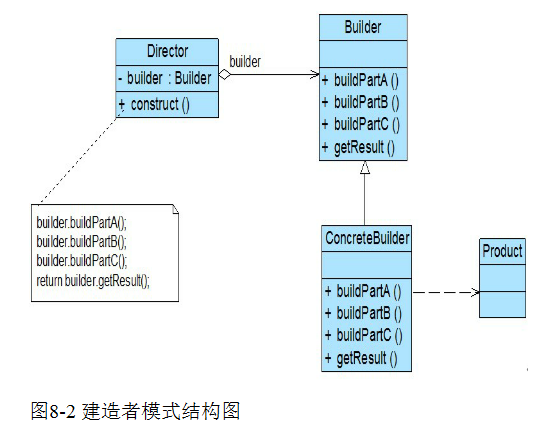 Director
- builder : Builder
+ construct ()
builder
Builder
+ buildPartA ()
+ buildPartB ()
+ buildPartC ()
+ getResult ()
builder.buildPartA();
builder.buildPartB();
builder.buildPartC();
return builder.getResult();
ConcreteBuilder
+ buildPartA ()
+ buildPartB ()
+ buildPartC ()
+ getResult ()
Product
图8-2 建造者模式结构图